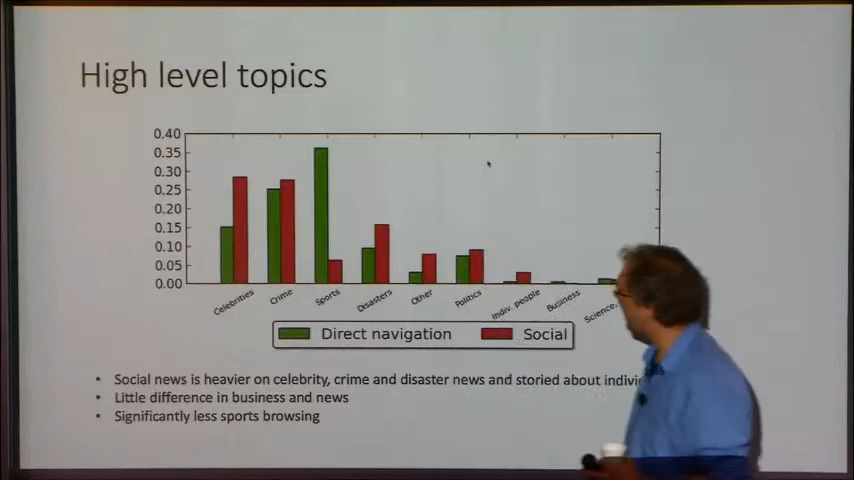 High level topics
0.40
0.35
0.30
0.25
0.20
0.15
0.10
0.05
0.00
Celebrities Crime Sports Disasters Other Politics Indiv. people Business Science,
Direct navigation Social
• Social news is heavier on celebrity, crime and disaster news and storied about
• Little difference in business and news
• Significantly less sports browsing